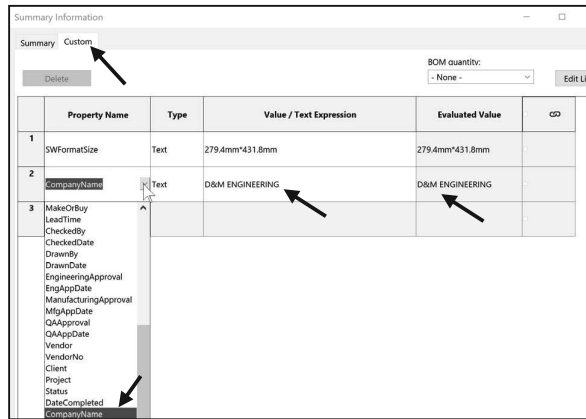 Summary Information
Summary Custom
BOM quantity:
Delete - None - Edit Li
Property Name Type Value / Text Expression Evaluated Value
1 SWFormatSize Text 279.4mm*431.8mm 279.4mm*431.8mm
2 CompanyName Text D&M ENGINEERING D&M ENGINEERING
3 MakeOrBuy
LeadTime
CheckedBy
CheckedDate
DrawnBy
DrawnDate
EngineeringApproval
EngAppDate
ManufacturingApproval
MfgAppDate
QAApproval
QAAppDate
Vendor
VendorNo
Client
Project
Status
DateCompleted
CompanyName